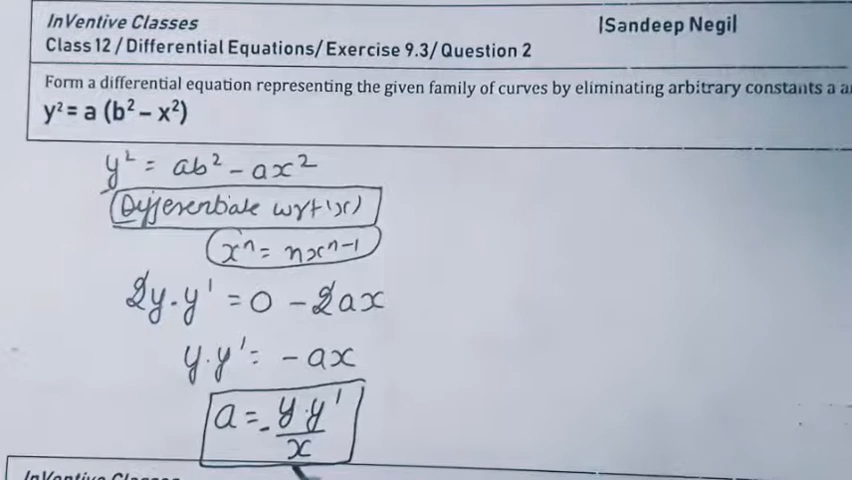 InVentive Classes
|Sandeep Negi|
Class 12 / Differential Equations/ Exercise 9.3/ Question 2
Form a differential equation representing the given family of curves by eliminating arbitrary constants a
y² = a (b² – x²)
y² = ab² - ax²
Differentiate wrt 'x'
xⁿ = nxⁿ⁻¹
2y·y' = 0 - 2ax
y·y' = - ax
a = - y·y' / x
InVentive Classes